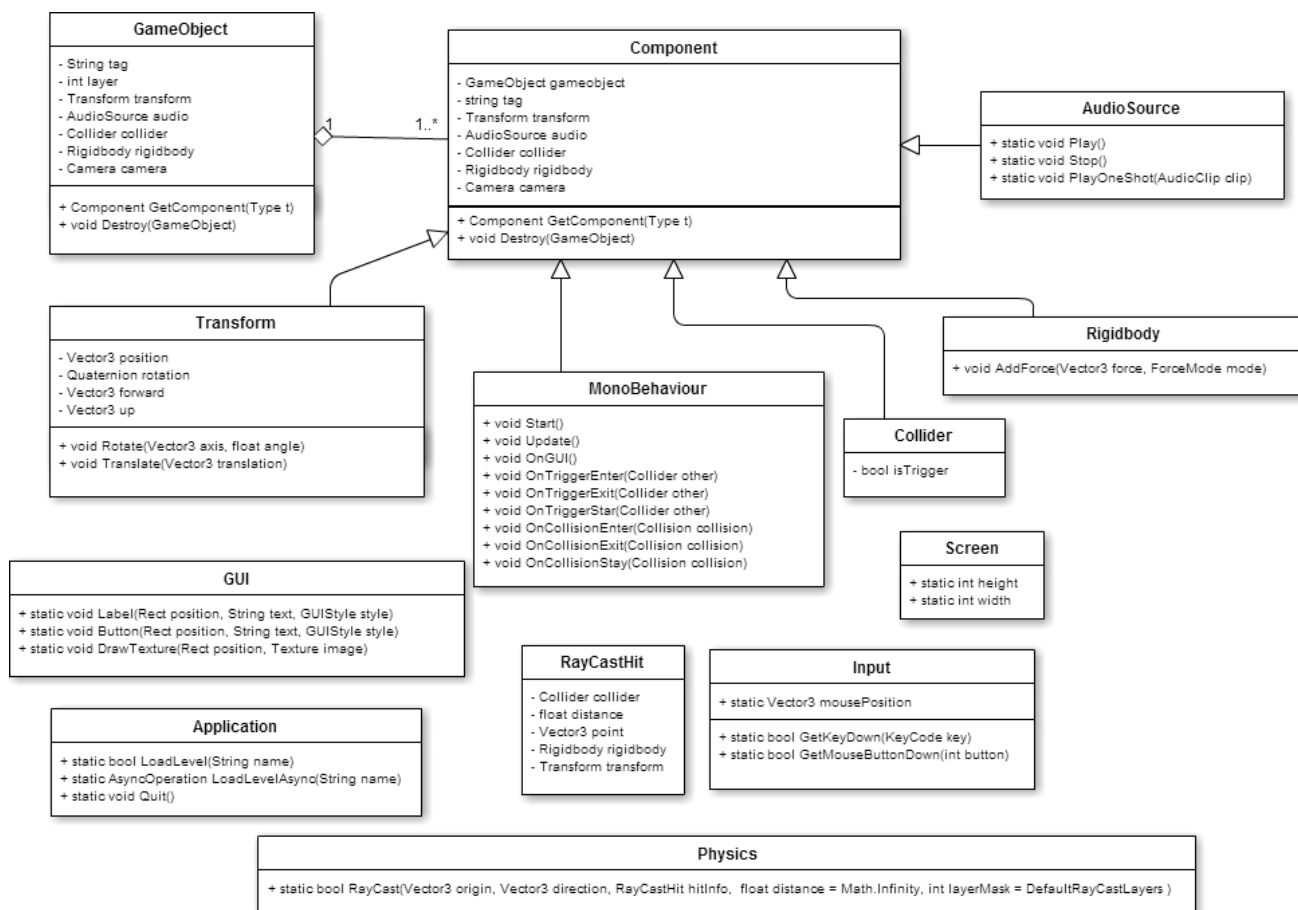 GameObject
- String tag
- int layer
- Transform transform
- AudioSource audio
- Collider collider
- Rigidbody rigidbody
- Camera camera
+ Component GetComponent(Type t)
+ void Destroy(GameObject)
1
1..*
Component
- GameObject gameobject
- string tag
- Transform transform
- AudioSource audio
- Collider collider
- Rigidbody rigidbody
- Camera camera
+ Component GetComponent(Type t)
+ void Destroy(GameObject)
AudioSource
+ static void Play()
+ static void Stop()
+ static void PlayOneShot(AudioClip clip)
Transform
- Vector3 position
- Quaternion rotation
- Vector3 forward
- Vector3 up
+ void Rotate(Vector3 axis, float angle)
+ void Translate(Vector3 translation)
MonoBehaviour
+ void Start()
+ void Update()
+ void OnGUI()
+ void OnTriggerEnter(Collider other)
+ void OnTriggerExit(Collider other)
+ void OnTriggerStar(Collider other)
+ void OnCollisionEnter(Collision collision)
+ void OnCollisionExit(Collision collision)
+ void OnCollisionStay(Collision collision)
Rigidbody
+ void AddForce(Vector3 force, ForceMode mode)
Collider
- bool isTrigger
Screen
+ static int height
+ static int width
GUI
+ static void Label(Rect position, String text, GUIStyle style)
+ static void Button(Rect position, String text, GUIStyle style)
+ static void DrawTexture(Rect position, Texture image)
RayCastHit
- Collider collider
- float distance
- Vector3 point
- Rigidbody rigidbody
- Transform transform
Input
+ static Vector3 mousePosition
+ static bool GetKeyDown(KeyCode key)
+ static bool GetMouseButtonDown(int button)
Application
+ static bool LoadLevel(String name)
+ static AsyncOperation LoadLevelAsync(String name)
+ static void Quit()
Physics
+ static bool RayCast(Vector3 origin, Vector3 direction, RayCastHit hitInfo, float distance = Math.Infinity, int layerMask = DefaultRayCastLayers )